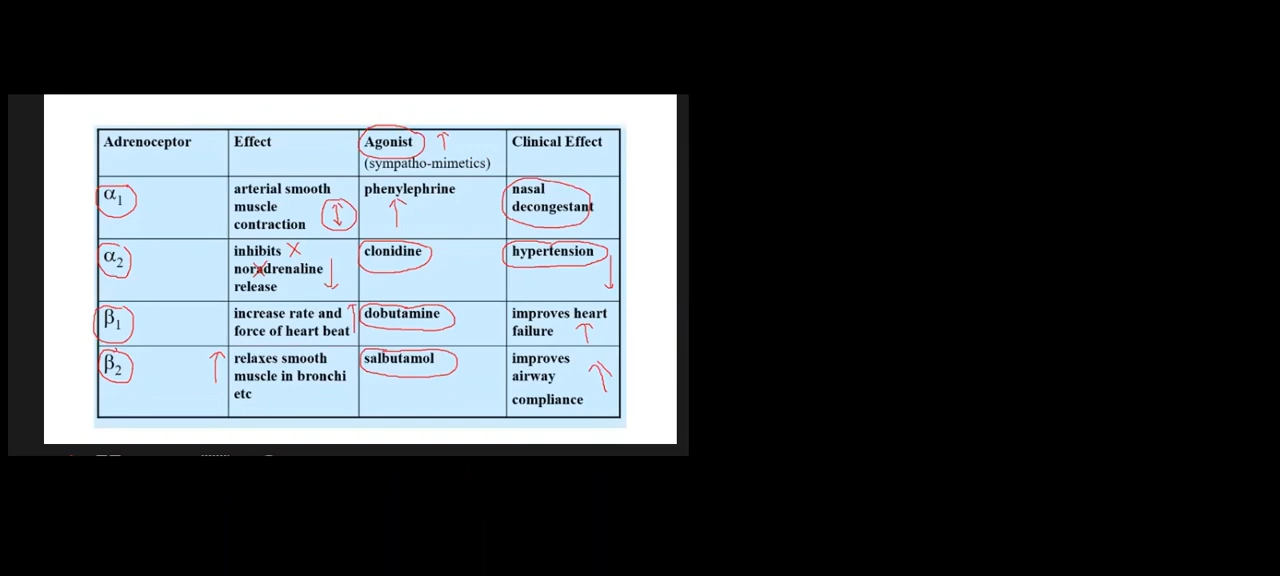 Adrenoceptor
Effect
Agonist
(sympatho-mimetics)
Clinical Effect
α1
arterial smooth
muscle
contraction
phenylephrine
nasal
decongestant
α2
inhibits
noradrenaline
release
clonidine
hypertension
β1
increase rate and
force of heart beat
dobutamine
improves heart
failure
β2
relaxes smooth
muscle in bronchi
etc
salbutamol
improves
airway
compliance